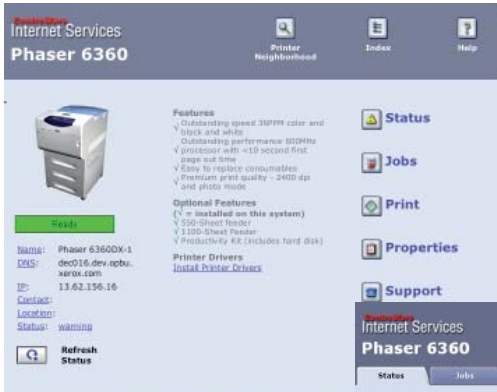 CentreWare
Internet Services
Phaser 6360
Printer
Neighborhood
Index
Help
Features
√ Outstanding speed 36PPM color and
black and white
Outstanding performance 800MHz
√ processor with <10 second first
page out time
√ Easy to replace consumables
√ Premium print quality - 2400 dpi
and photo mode
Optional Features
(√ = installed on this system)
√ 550-Sheet Feeder
√ 1100-Sheet Feeder
√ Productivity Kit (includes hard disk)
Printer Drivers
Install Printer Drivers
Ready
Name: Phaser 6360DX-1
DNS: dec016.dev.opbu.
xerox.com
IP: 13.62.156.16
Contact:
Location:
Status: warning
Refresh
Status
Status
Jobs
Print
Properties
Support
CentreWare
Internet Services
Phaser 6360
Status
Jobs